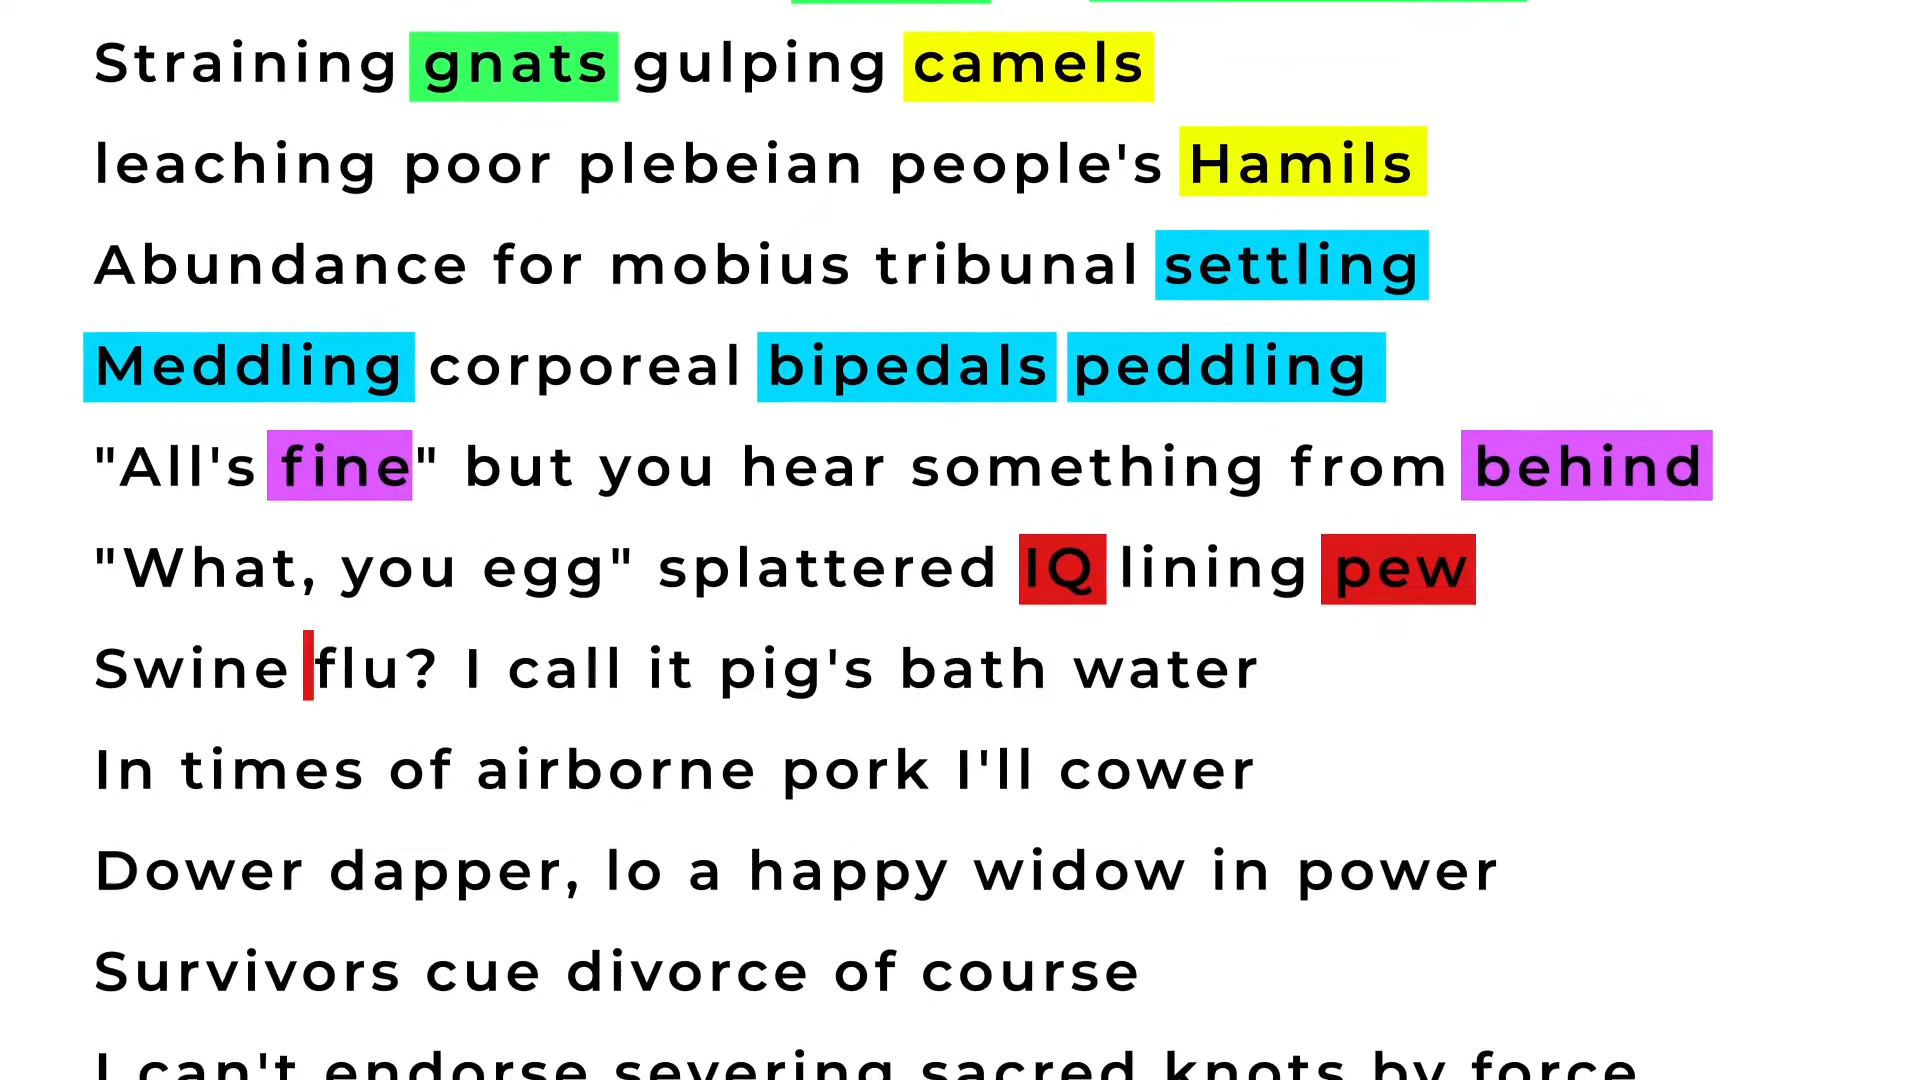 Straining gnats gulping camels
leaching poor plebeian people's Hamils
Abundance for mobius tribunal settling
Meddling corporeal bipedals peddling
"All's fine" but you hear something from behind
"What, you egg" splattered IQ lining pew
Swine flu? I call it pig's bath water
In times of airborne pork I'll cower
Dower dapper, lo a happy widow in power
Survivors cue divorce of course
I can't endorse severing sacred knots by force